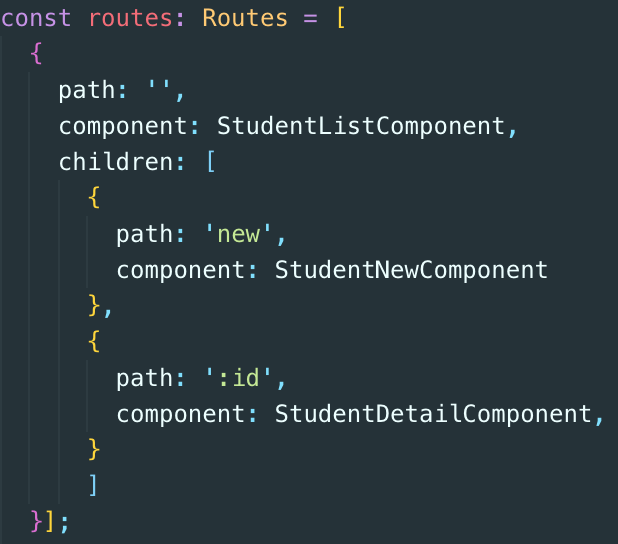 const routes: Routes = [
  {
    path: '',
    component: StudentListComponent,
    children: [
      {
        path: 'new',
        component: StudentNewComponent
      },
      {
        path: ':id',
        component: StudentDetailComponent,
      }
      ]
  }];